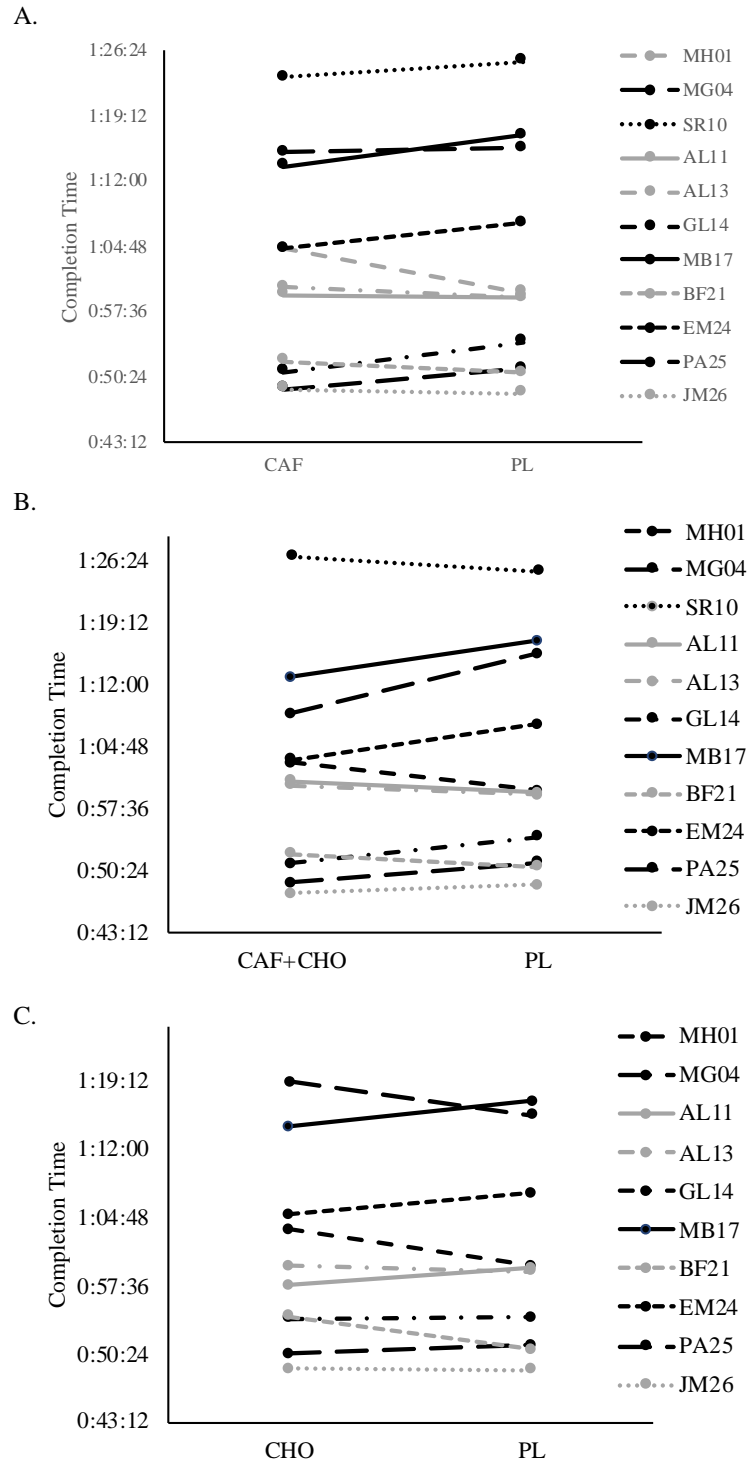 A.
Completion Time
1:26:24
1:19:12
1:12:00
1:04:48
0:57:36
0:50:24
0:43:12
CAF
PL
MH01
MG04
SR10
AL11
AL13
GL14
MB17
BF21
EM24
PA25
JM26
B.
Completion Time
1:26:24
1:19:12
1:12:00
1:04:48
0:57:36
0:50:24
0:43:12
CAF+CHO
PL
MH01
MG04
SR10
AL11
AL13
GL14
MB17
BF21
EM24
PA25
JM26
C.
Completion Time
1:19:12
1:12:00
1:04:48
0:57:36
0:50:24
0:43:12
CHO
PL
MH01
MG04
AL11
AL13
GL14
MB17
BF21
EM24
PA25
JM26